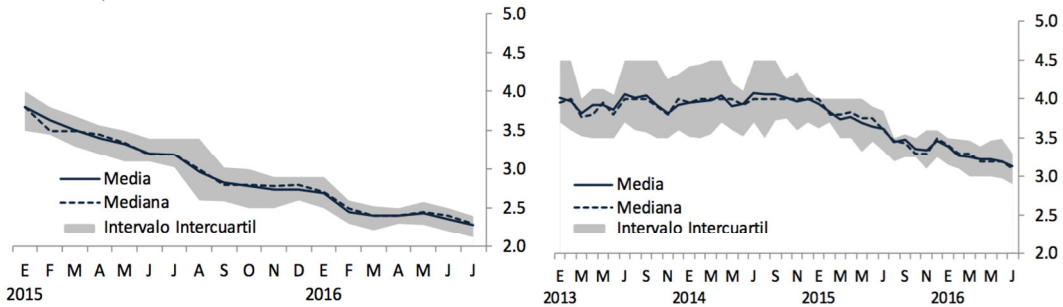 5.0
4.5
4.0
3.5
3.0
2.5
2.0
Media
Mediana
Intervalo Intercuartil
E F M A M J J A S O N D E F M A M J J
2015 2016
5.0
4.5
4.0
3.5
3.0
2.5
2.0
Media
Mediana
Intervalo Intercuartil
E M M J S N E M M J S N E M M J S N E M M J
2013 2014 2015 2016